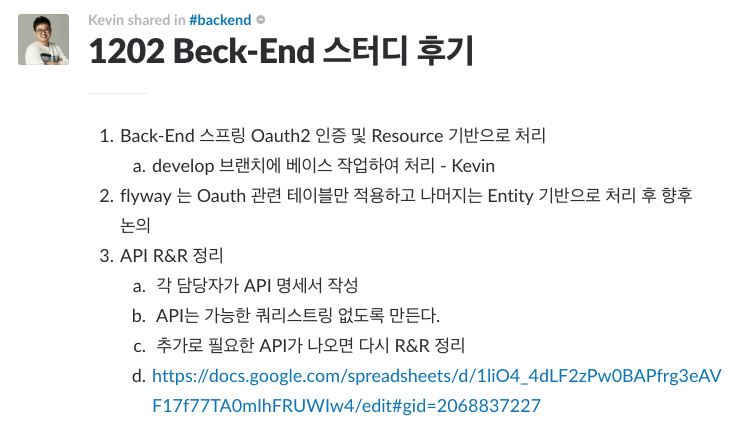 Kevin shared in #backend
1202 Beck-End 스터디 후기
1. Back-End 스프링 Oauth2 인증 및 Resource 기반으로 처리
a. develop 브랜치에 베이스 작업하여 처리 - Kevin
2. flyway 는 Oauth 관련 테이블만 적용하고 나머지는 Entity 기반으로 처리 후 향후
논의
3. API R&R 정리
a. 각 담당자가 API 명세서 작성
b. API는 가능한 쿼리스트링 없도록 만든다.
c. 추가로 필요한 API가 나오면 다시 R&R 정리
d. https://docs.google.com/spreadsheets/d/1liO4_4dLF2zPw0BAPfrg3eAV
F17f77TA0mlhFRUWIw4/edit#gid=2068837227